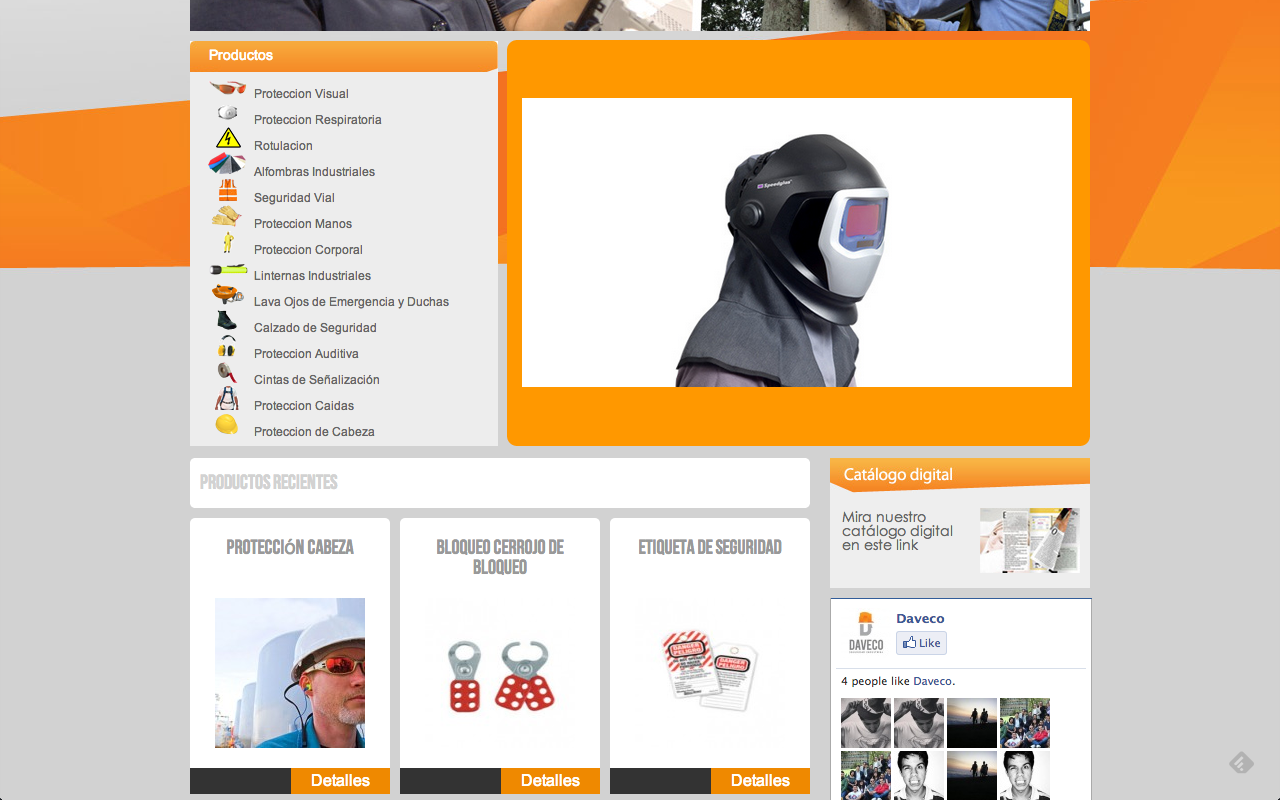 Productos
Proteccion Visual
Proteccion Respiratoria
Rotulacion
Alfombras Industriales
Seguridad Vial
Proteccion Manos
Proteccion Corporal
Linternas Industriales
Lava Ojos de Emergencia y Duchas
Calzado de Seguridad
Proteccion Auditiva
Cintas de Señalización
Proteccion Caidas
Proteccion de Cabeza
Speedglas
PRODUCTOS RECIENTES
PROTECCIÓN CABEZA
Detalles
BLOQUEO CERROJO DE
BLOQUEO
Detalles
ETIQUETA DE SEGURIDAD
DANGER
PELIGRO
DANGER
PELIGRO
Detalles
Catálogo digital
Mira nuestro
catálogo digital
en este link
DAVECO
Daveco
Like
4 people like Daveco.